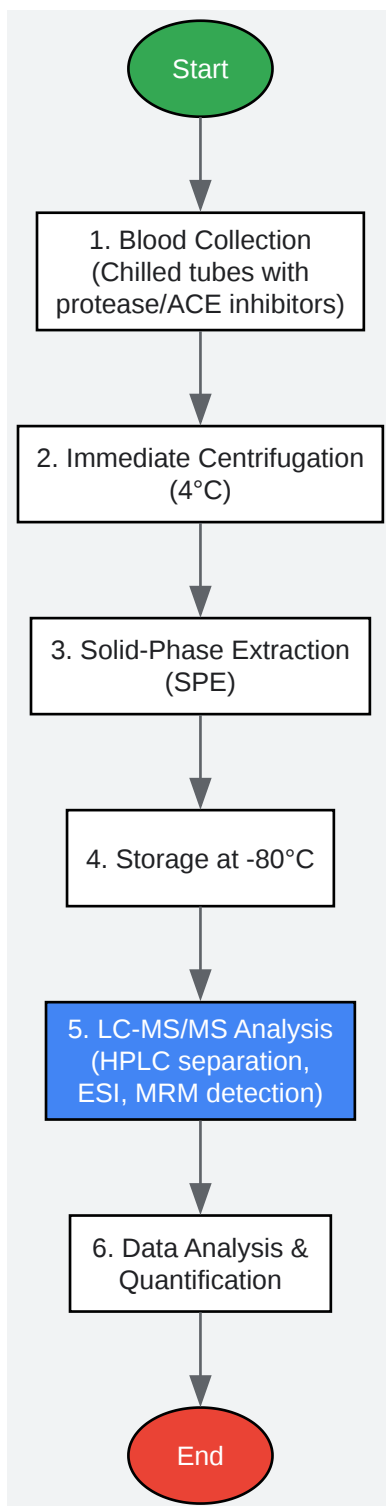 Start
1. Blood Collection
(Chilled tubes with
protease/ACE inhibitors)
2. Immediate Centrifugation
(4°C)
3. Solid-Phase Extraction
(SPE)
4. Storage at -80°C
5. LC-MS/MS Analysis
(HPLC separation,
ESI, MRM detection)
6. Data Analysis &
Quantification
End